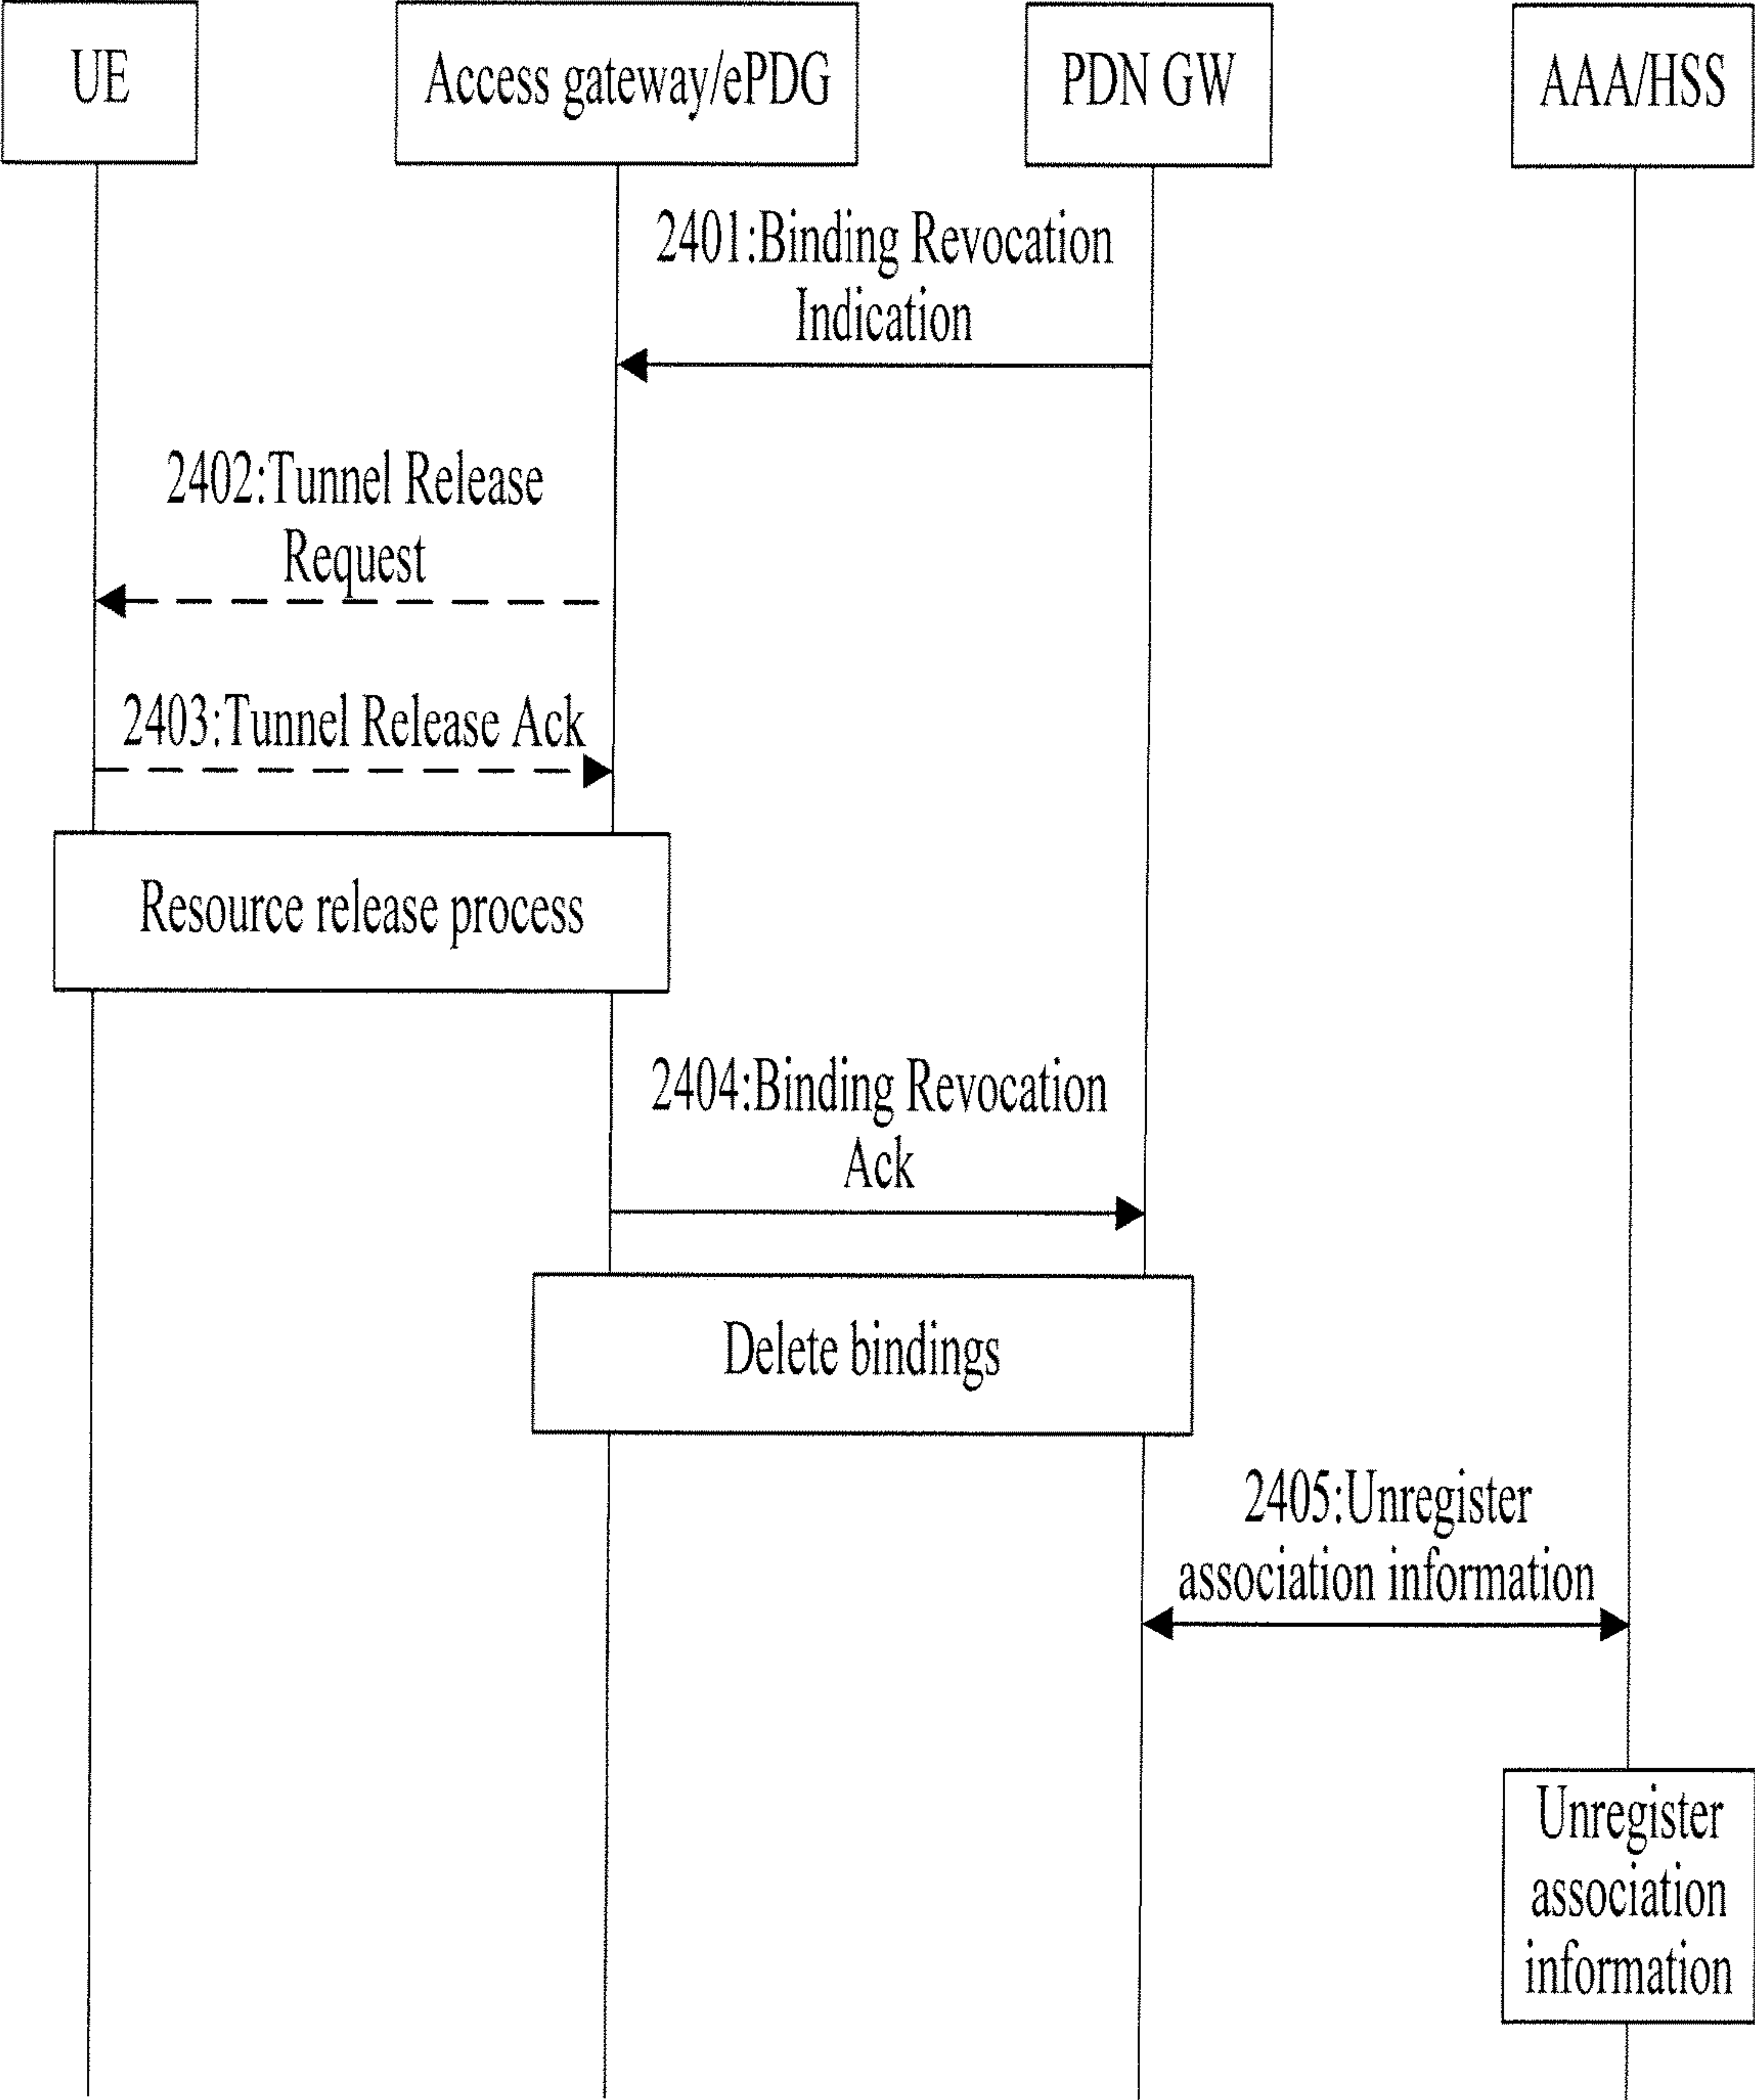 UE
Access gateway/ePDG
PDN GW
AAA/HSS
2401:Binding Revocation
Indication
2402:Tunnel Release
Request
2403:Tunnel Release Ack
Resource release process
2404:Binding Revocation
Ack
Delete bindings
2405:Unregister
association information
Unregister
association
information